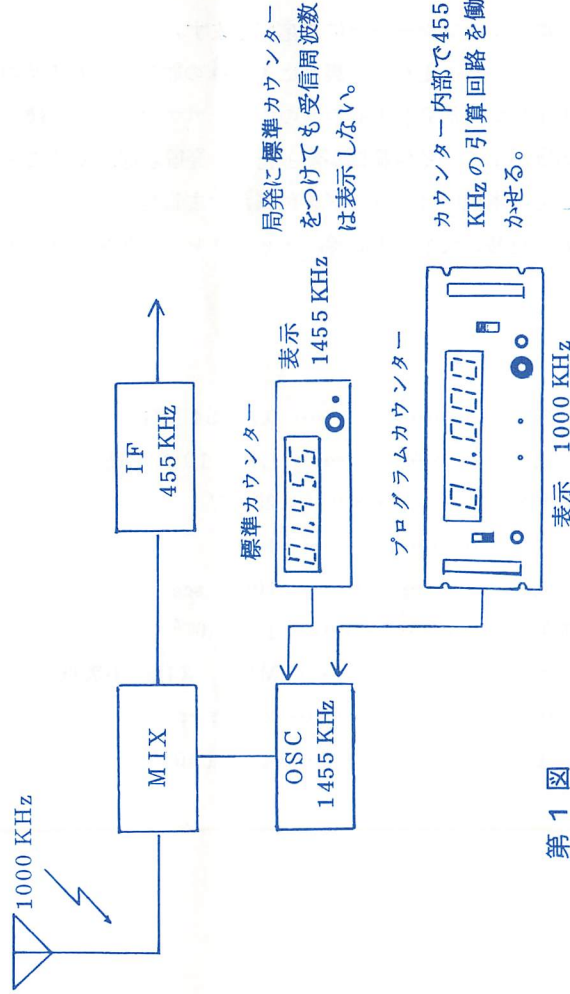 1000 KHz
MIX
IF
455 KHz
OSC
1455 KHz
標準カウンター
01.455
表示
1455 KHz
局発に標準カウンター
をつけても受信周波数
は表示しない。
プログラムカウンター
01.000
表示 1000 KHz
カウンター内部で455
KHzの引算回路を働
かせる。
第1図